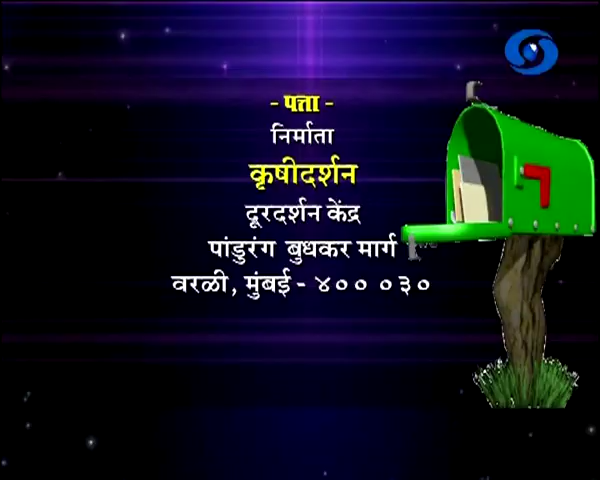 - पत्ता -
निर्माता
कृषीदर्शन
दूरदर्शन केंद्र
पांडुरंग बुधकर मार्ग
वरळी, मुंबई - ४०० ०३०